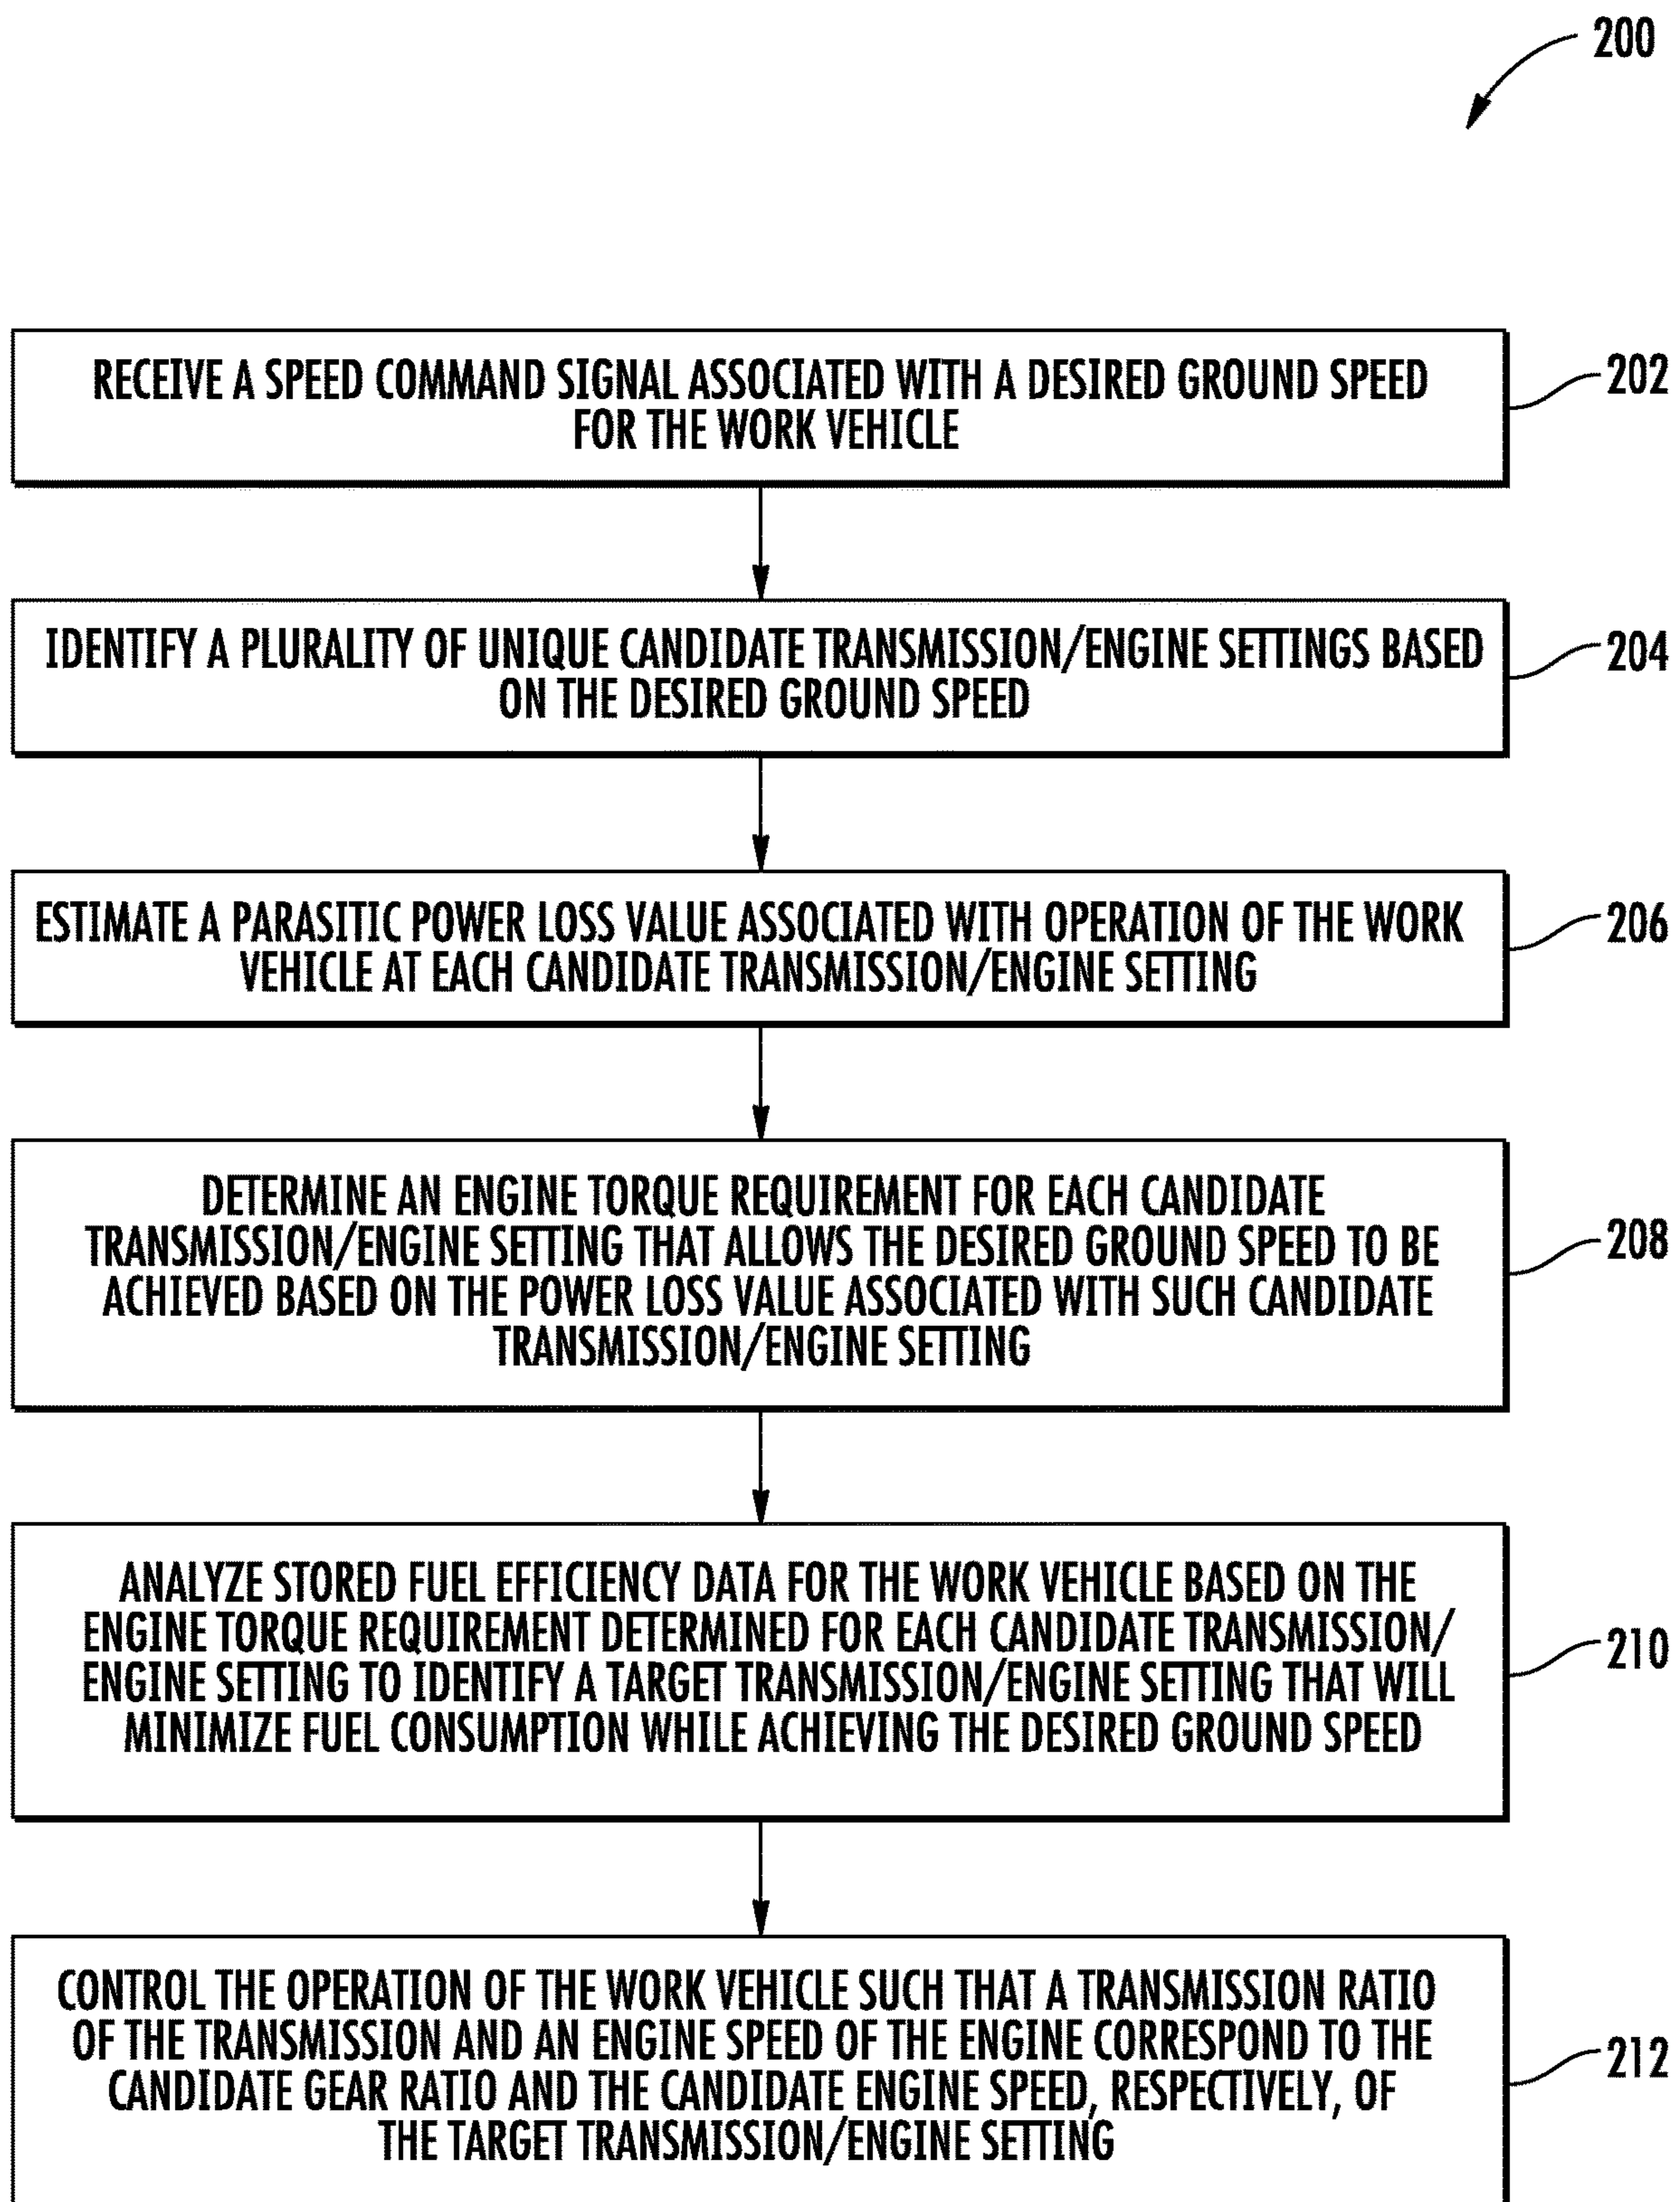 200
RECEIVE A SPEED COMMAND SIGNAL ASSOCIATED WITH A DESIRED GROUND SPEED
FOR THE WORK VEHICLE
202
IDENTIFY A PLURALITY OF UNIQUE CANDIDATE TRANSMISSION/ENGINE SETTINGS BASED
ON THE DESIRED GROUND SPEED
204
ESTIMATE A PARASITIC POWER LOSS VALUE ASSOCIATED WITH OPERATION OF THE WORK
VEHICLE AT EACH CANDIDATE TRANSMISSION/ENGINE SETTING
206
DETERMINE AN ENGINE TORQUE REQUIREMENT FOR EACH CANDIDATE
TRANSMISSION/ENGINE SETTING THAT ALLOWS THE DESIRED GROUND SPEED TO BE
ACHIEVED BASED ON THE POWER LOSS VALUE ASSOCIATED WITH SUCH CANDIDATE
TRANSMISSION/ENGINE SETTING
208
ANALYZE STORED FUEL EFFICIENCY DATA FOR THE WORK VEHICLE BASED ON THE
ENGINE TORQUE REQUIREMENT DETERMINED FOR EACH CANDIDATE TRANSMISSION/
ENGINE SETTING TO IDENTIFY A TARGET TRANSMISSION/ENGINE SETTING THAT WILL
MINIMIZE FUEL CONSUMPTION WHILE ACHIEVING THE DESIRED GROUND SPEED
210
CONTROL THE OPERATION OF THE WORK VEHICLE SUCH THAT A TRANSMISSION RATIO
OF THE TRANSMISSION AND AN ENGINE SPEED OF THE ENGINE CORRESPOND TO THE
CANDIDATE GEAR RATIO AND THE CANDIDATE ENGINE SPEED, RESPECTIVELY, OF
THE TARGET TRANSMISSION/ENGINE SETTING
212